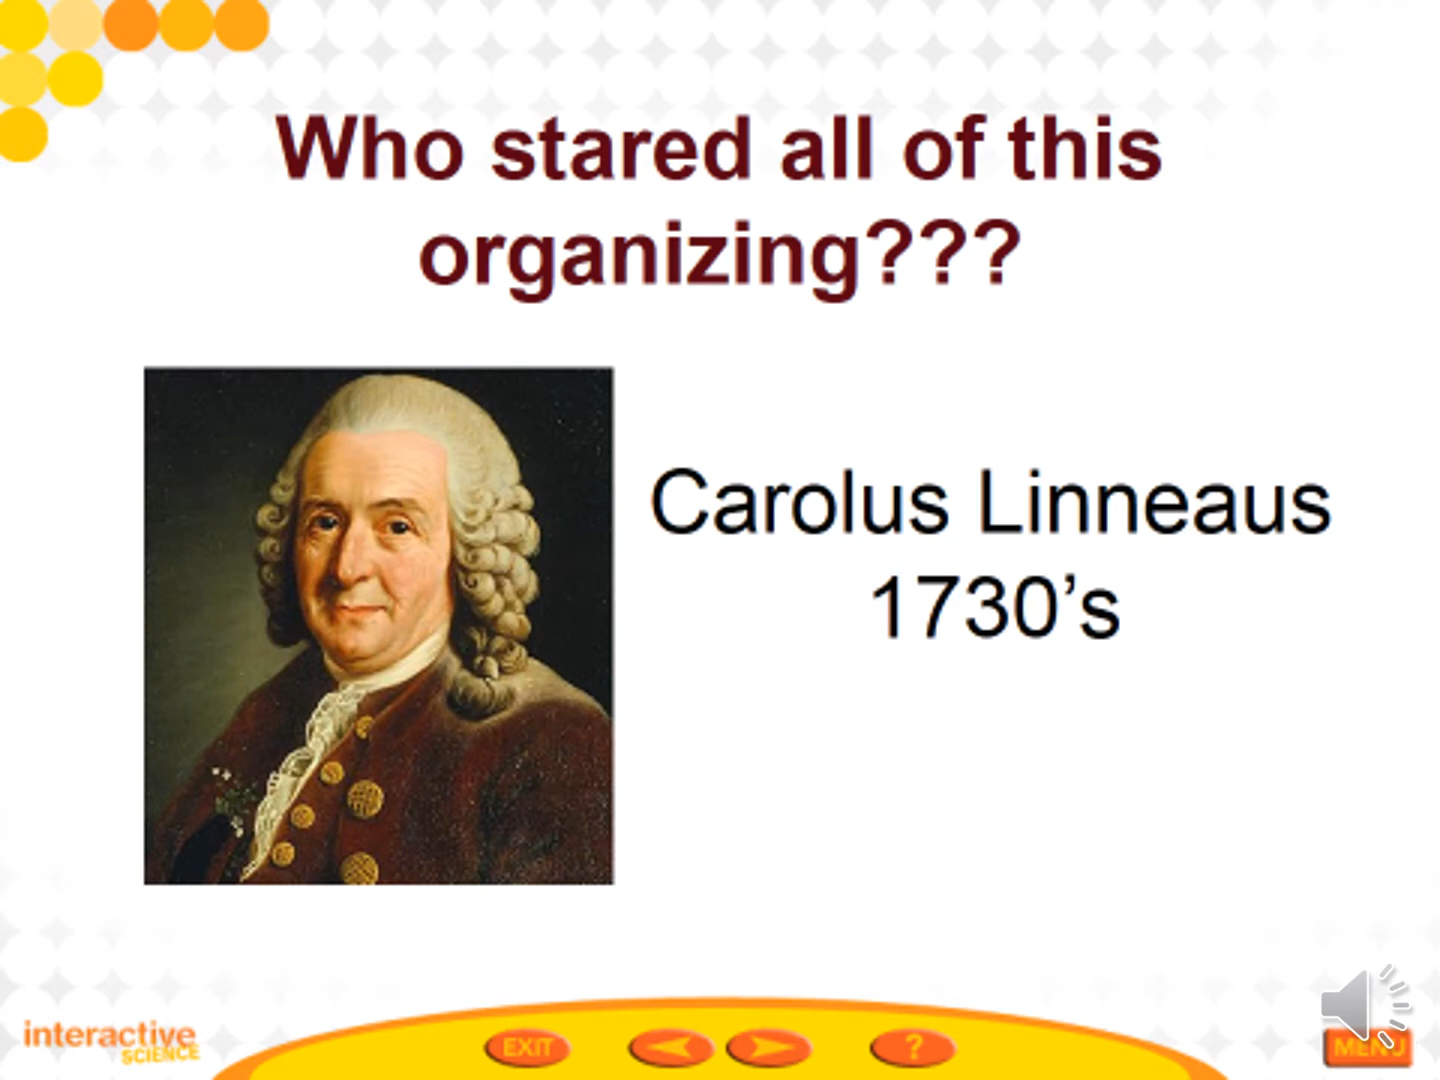 Who stared all of this
organizing???
Carolus Linneaus
1730’s
interactive
SCIENCE
EXIT
?
MENU